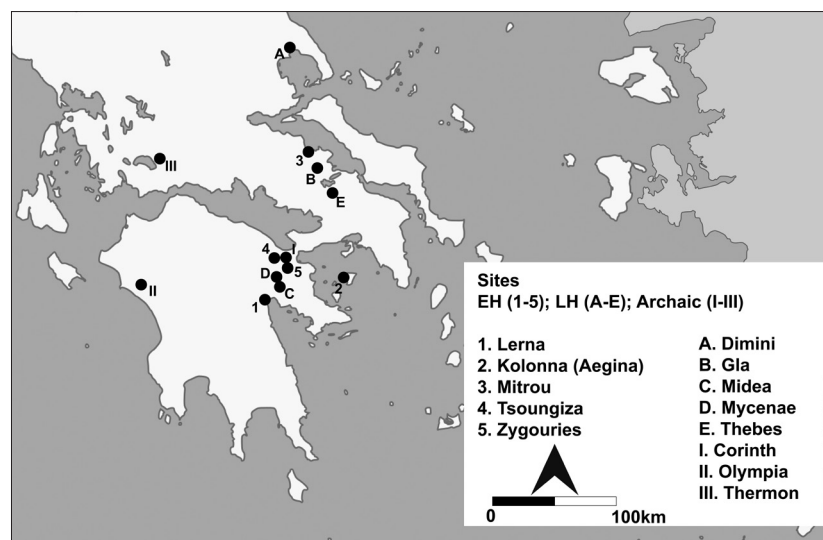 A
3
III
B
E
4 I
5
D
2
II
C
1
Sites
EH (1-5); LH (A-E); Archaic (I-III)
1. Lerna
2. Kolonna (Aegina)
3. Mitrou
4. Tsoungiza
5. Zygouries
A. Dimini
B. Gla
C. Midea
D. Mycenae
E. Thebes
I. Corinth
II. Olympia
III. Thermon
0 100km